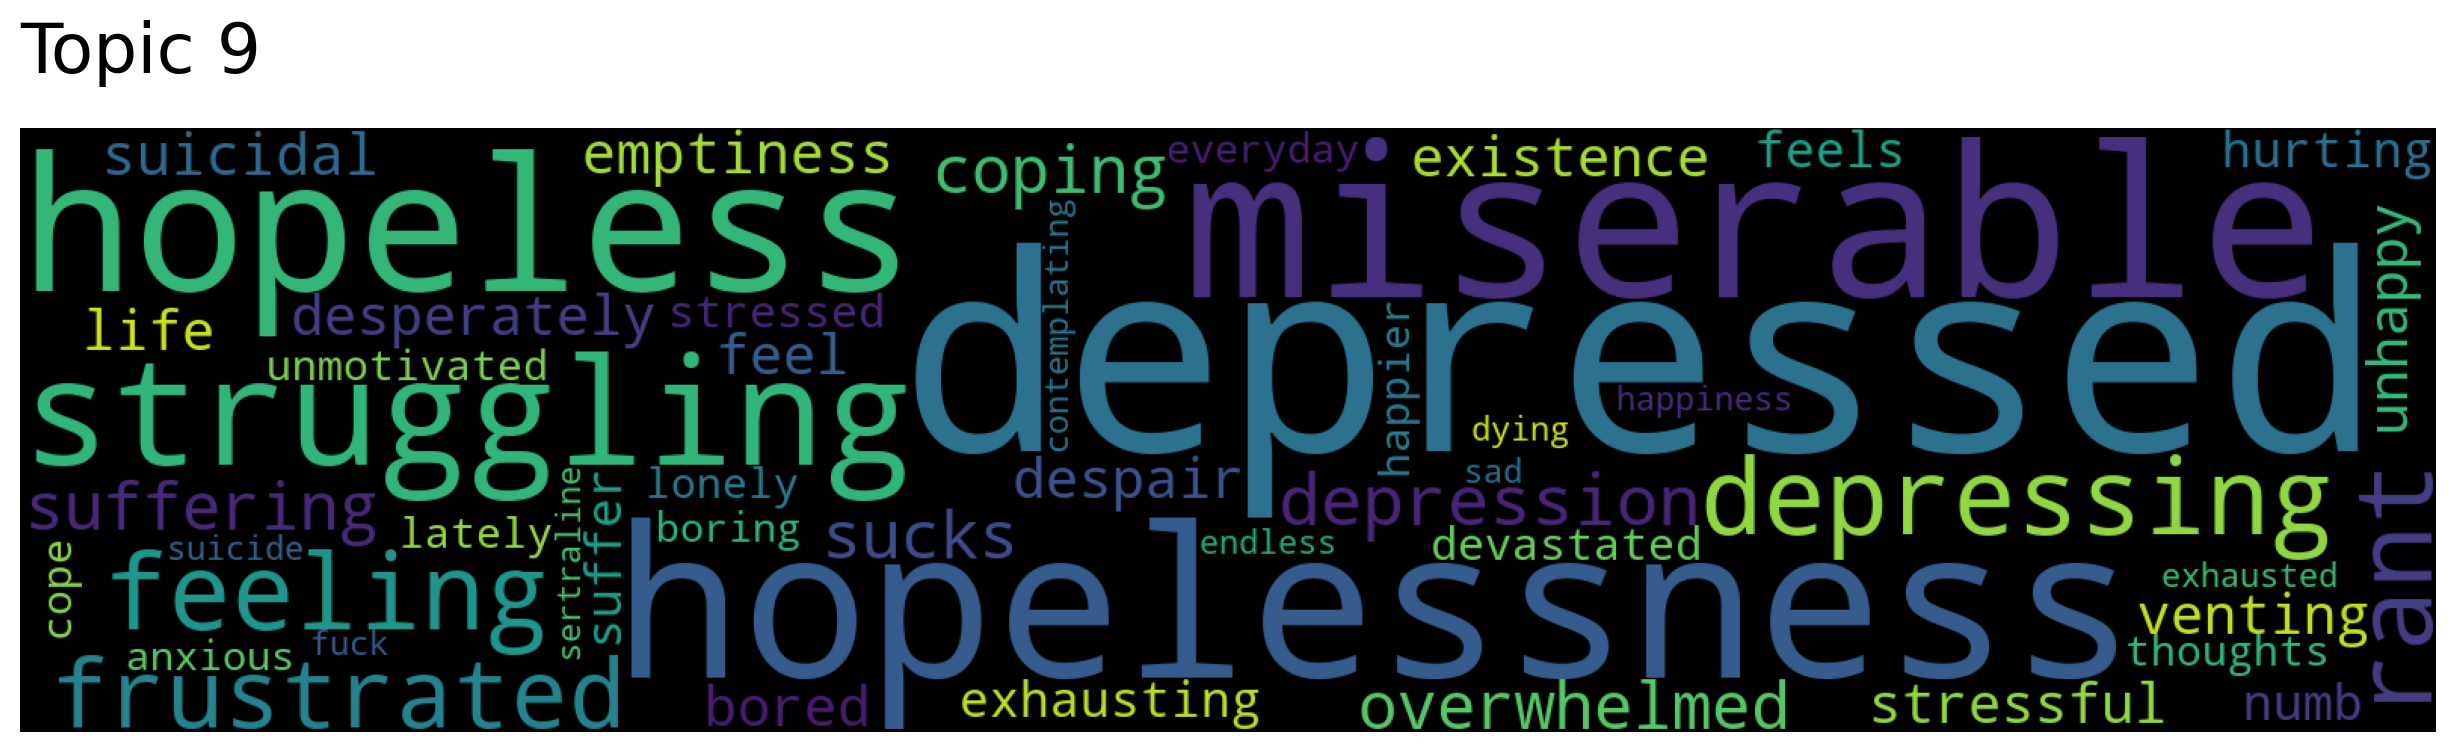 Topic 9
suicidal
emptiness
coping
everyday
existence
feels
hurting
hopeless
miserable
contemplating
unhappy
life
desperately
stressed
depressed
unmotivated
feel
happier
happiness
struggling
dying
suffering
lonely
despair
sad
depression
depressing
rant
lately
sertraline
suffer
boring
sucks
endless
devastated
cope
suicide
feeling
hopelessness
exhausted
venting
anxious
fuck
thoughts
frustrated
bored
exhausting
overwhelmed
stressful
numb